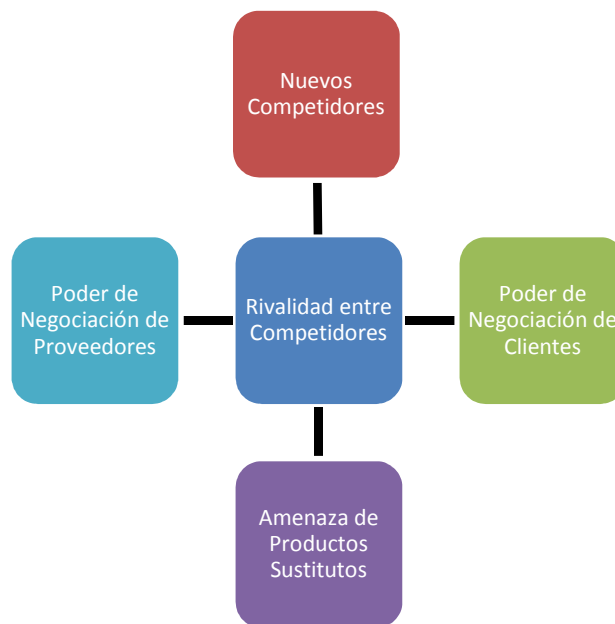 Nuevos
Competidores
Poder de
Negociación de
Proveedores
Rivalidad entre
Competidores
Poder de
Negociación de
Clientes
Amenaza de
Productos
Sustitutos